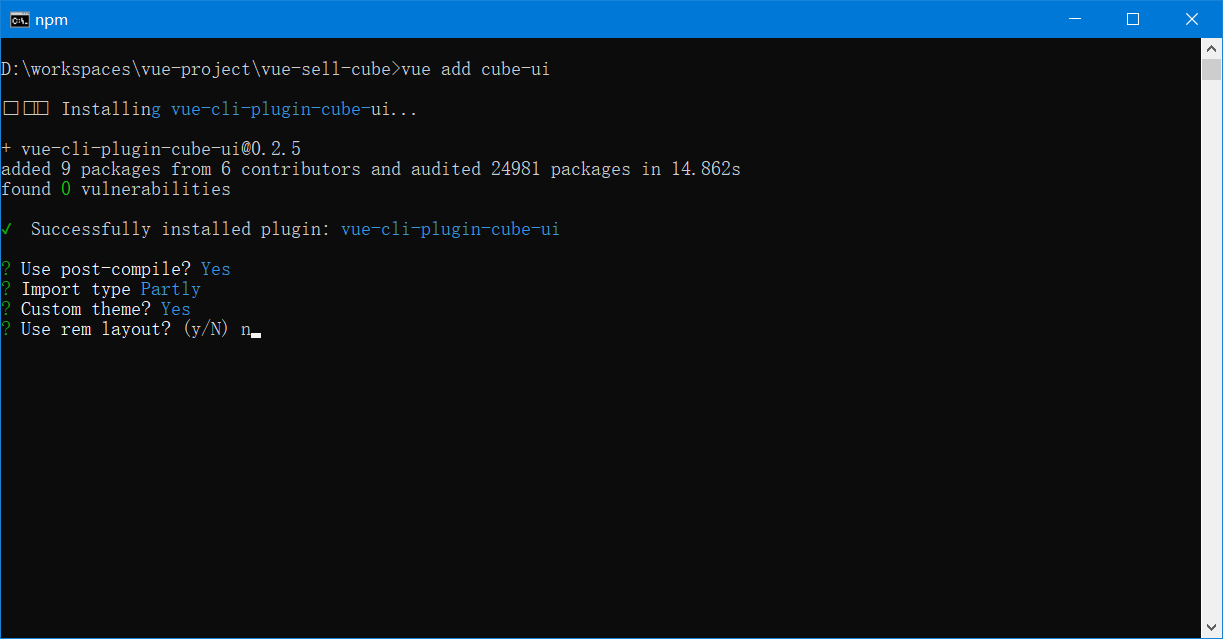 npm
D:\workspaces\vue-project\vue-sell-cube>vue add cube-ui
Installing vue-cli-plugin-cube-ui...
+ vue-cli-plugin-cube-ui@0.2.5
added 9 packages from 6 contributors and audited 24981 packages in 14.862s
found 0 vulnerabilities
✓ Successfully installed plugin: vue-cli-plugin-cube-ui
? Use post-compile? Yes
? Import type Partly
? Custom theme? Yes
? Use rem layout? (y/N) n